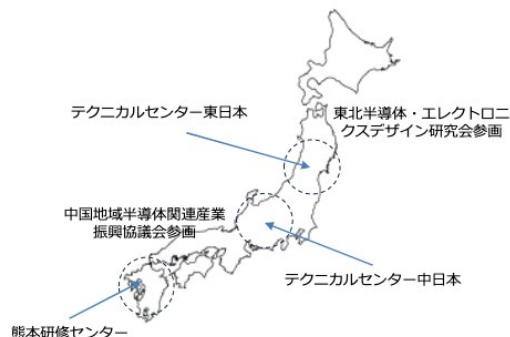 テクニカルセンター東日本
東北半導体・エレクトロニ
クスデザイン研究会参画
中国地域半導体関連産業
振興協議会参画
テクニカルセンター中日本
熊本研修センター